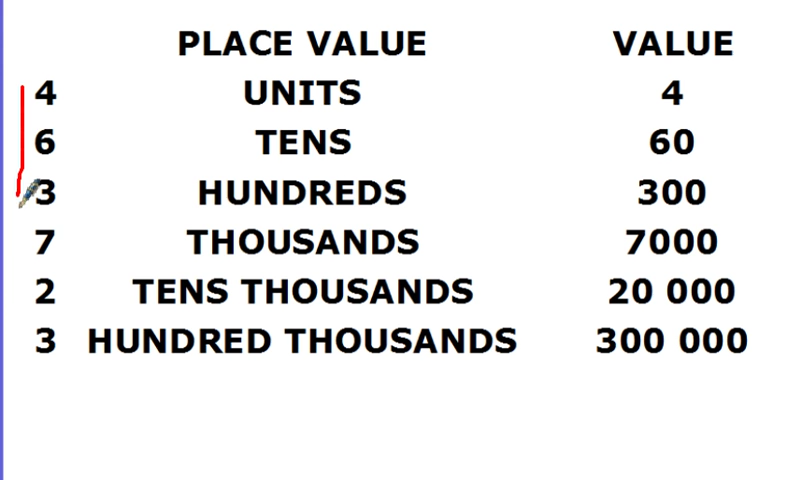 PLACE VALUE VALUE
4 UNITS 4
6 TENS 60
3 HUNDREDS 300
7 THOUSANDS 7000
2 TENS THOUSANDS 20 000
3 HUNDRED THOUSANDS 300 000